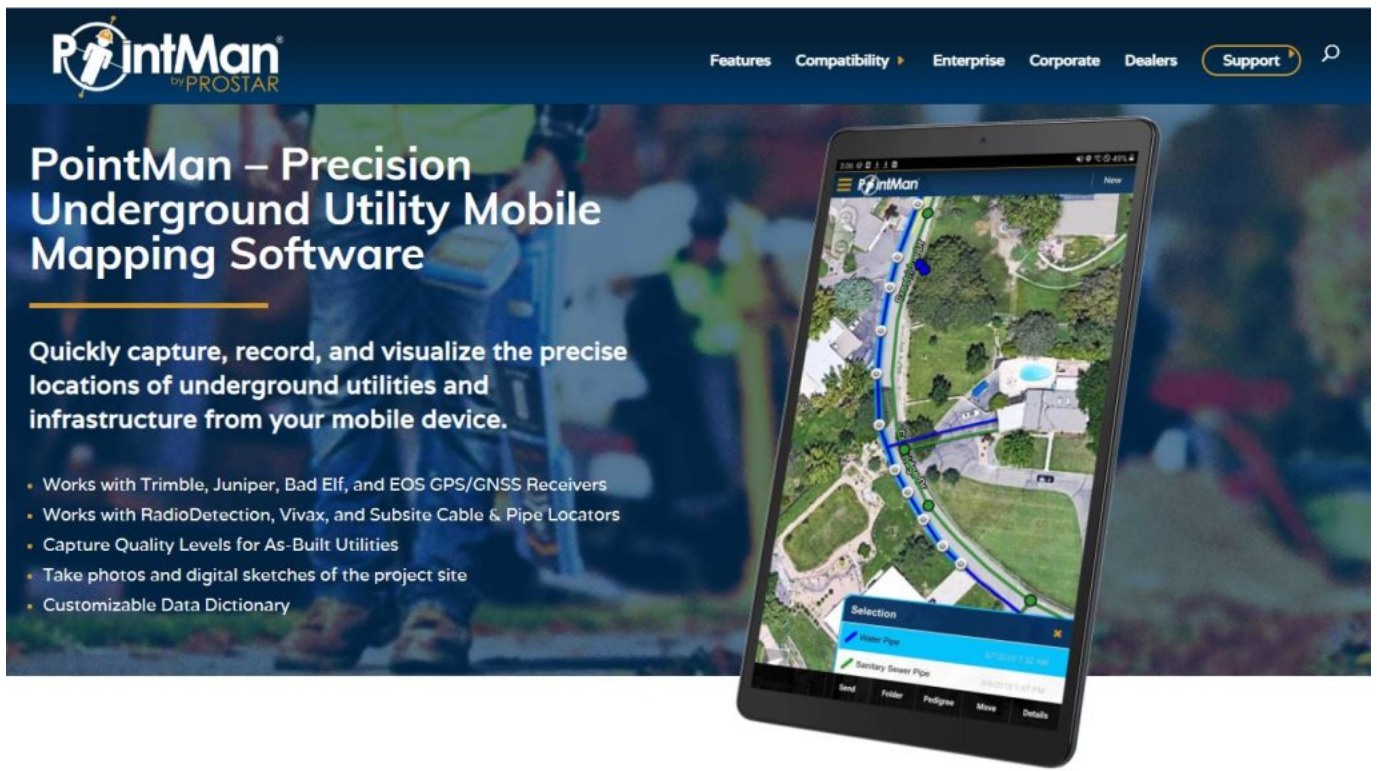 PointMan®
by PROSTAR
Features Compatibility Enterprise Corporate Dealers Support
PointMan – Precision
Underground Utility Mobile
Mapping Software
Quickly capture, record, and visualize the precise
locations of underground utilities and
infrastructure from your mobile device.
Works with Trimble, Juniper, Bad Elf, and EOS GPS/GNSS Receivers
Works with RadioDetection, Vivax, and Subsite Cable & Pipe Locators
Capture Quality Levels for As-Built Utilities
Take photos and digital sketches of the project site
Customizable Data Dictionary
3:06 49%
PointMan
New
Selection
Water Pipe
Sanitary Sewer Pipe
Send Folder Pedigree Move Details